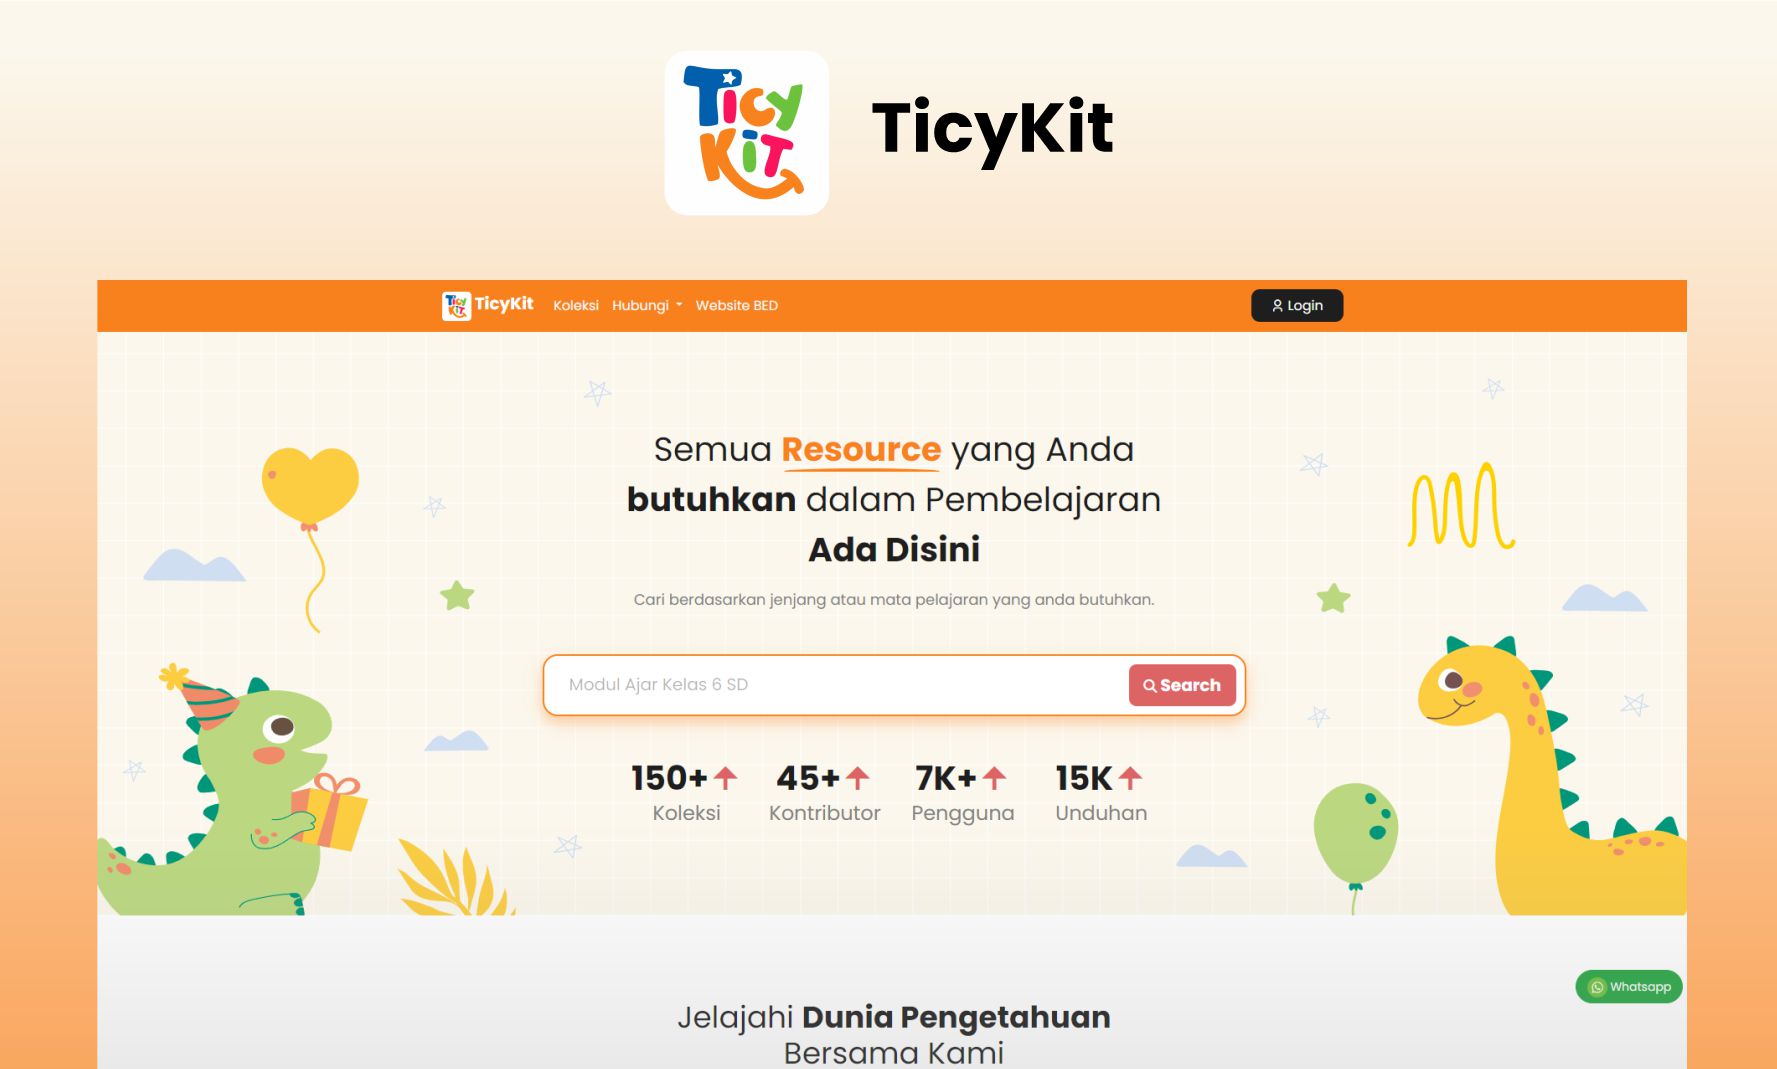 Ticy
Kit
TicyKit
Ticy
Kit
TicyKit
Koleksi
Hubungi
Website BED
Login
Semua Resource yang Anda
butuhkan dalam Pembelajaran
Ada Disini
Cari berdasarkan jenjang atau mata pelajaran yang anda butuhkan.
Modul Ajar Kelas 6 SD
Search
150+ 45+ 7K+ 15K
Koleksi Kontributor Pengguna Unduhan
Whatsapp
Jelajahi Dunia Pengetahuan
Bersama Kami